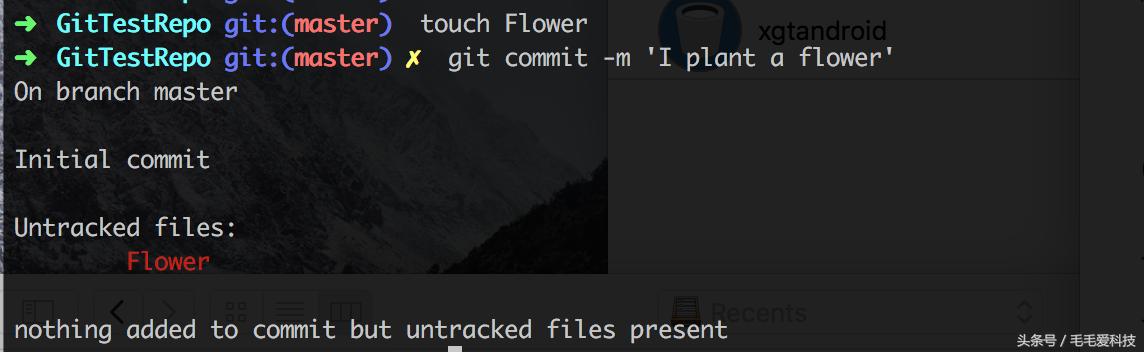 ➜ GitTestRepo git:(master) touch Flower
xgtandroid
➜ GitTestRepo git:(master) ✗ git commit -m 'I plant a flower'
On branch master
Initial commit
Untracked files:
Flower
Recents
nothing added to commit but untracked files present
头条号 / 毛毛爱科技